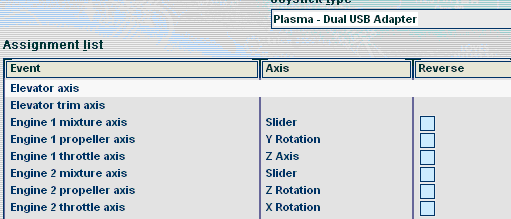 Joystick type
Plasma - Dual USB Adapter
Assignment list
Event Axis Reverse
Elevator axis
Elevator trim axis
Engine 1 mixture axis Slider
Engine 1 propeller axis Y Rotation
Engine 1 throttle axis Z Axis
Engine 2 mixture axis Slider
Engine 2 propeller axis Z Rotation
Engine 2 throttle axis X Rotation